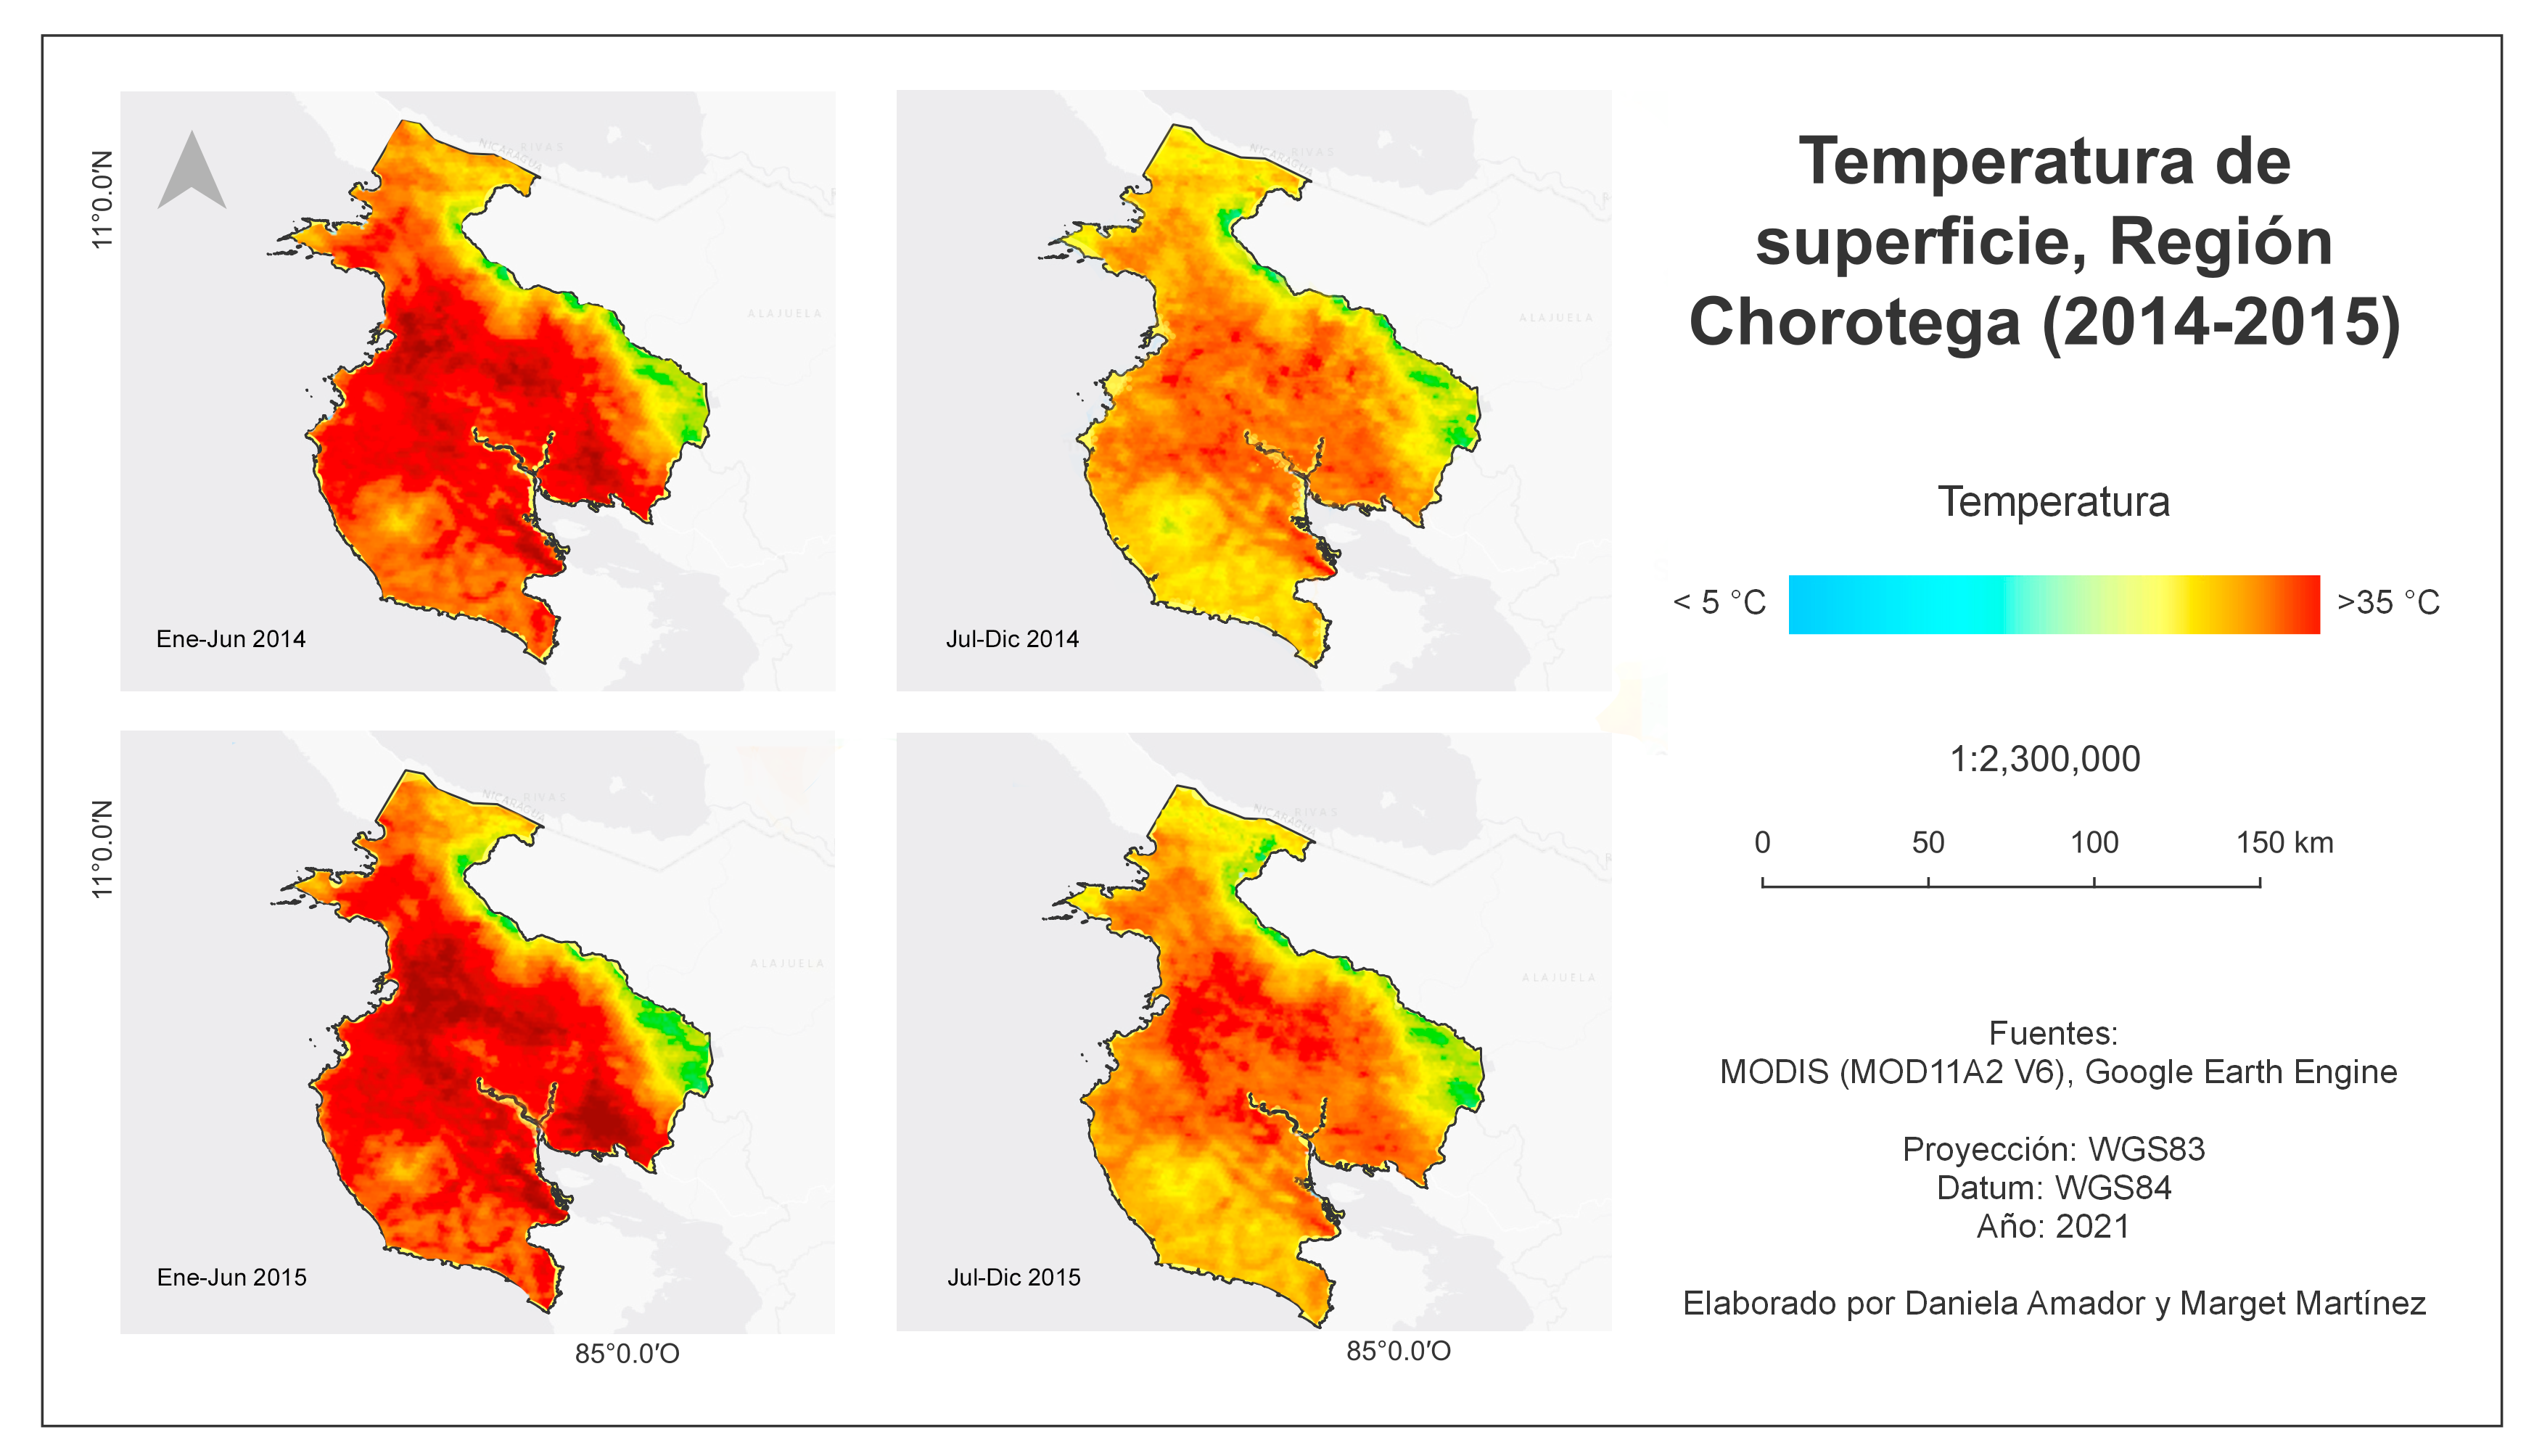 Temperatura de
superficie, Región
Chorotega (2014-2015)
11°0.0′N
NICARAGUA
RIVAS
ALAJUELA
Ene-Jun 2014
NICARAGUA
RIVAS
ALAJUELA
Jul-Dic 2014
11°0.0′N
NICARAGUA
RIVAS
ALAJUELA
Ene-Jun 2015
85°0.0′O
NICARAGUA
RIVAS
ALAJUELA
Jul-Dic 2015
85°0.0′O
Temperatura
< 5 °C >35 °C
1:2,300,000
0 50 100 150 km
Fuentes:
MODIS (MOD11A2 V6), Google Earth Engine
Proyección: WGS83
Datum: WGS84
Año: 2021
Elaborado por Daniela Amador y Marget Martínez